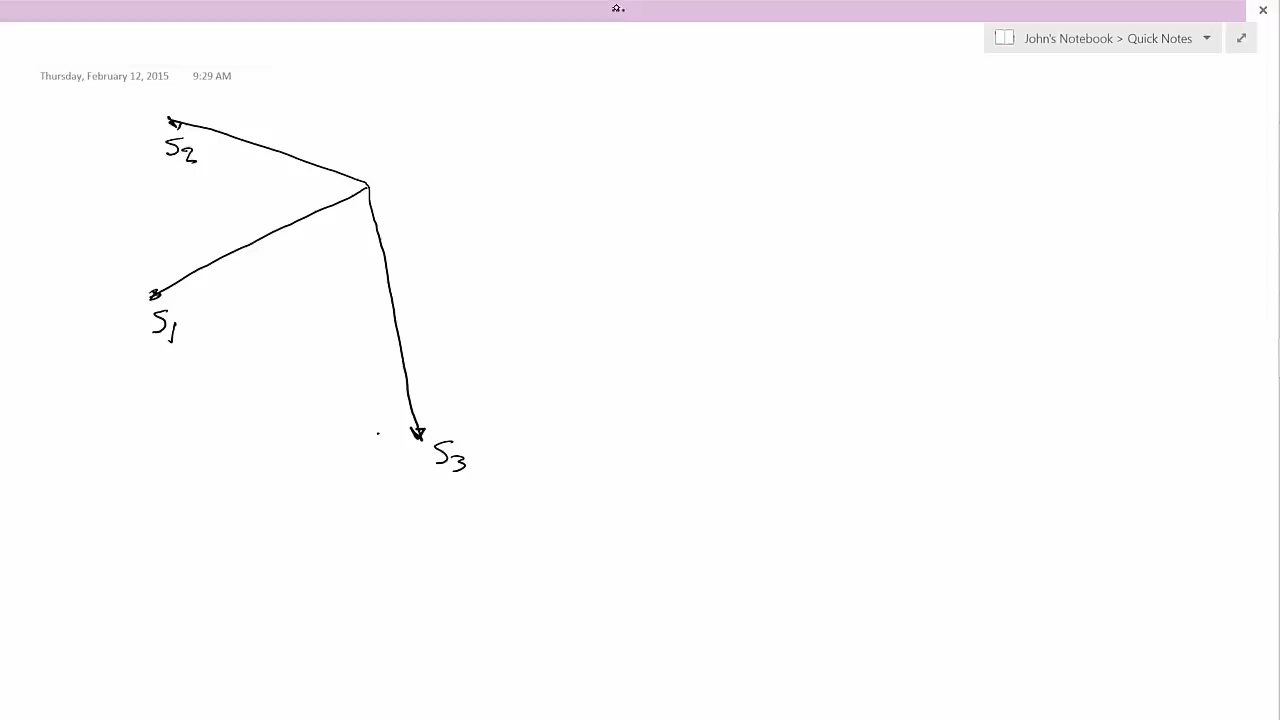 John's Notebook > Quick Notes
Thursday, February 12, 2015 9:29 AM
S2
S1
S3